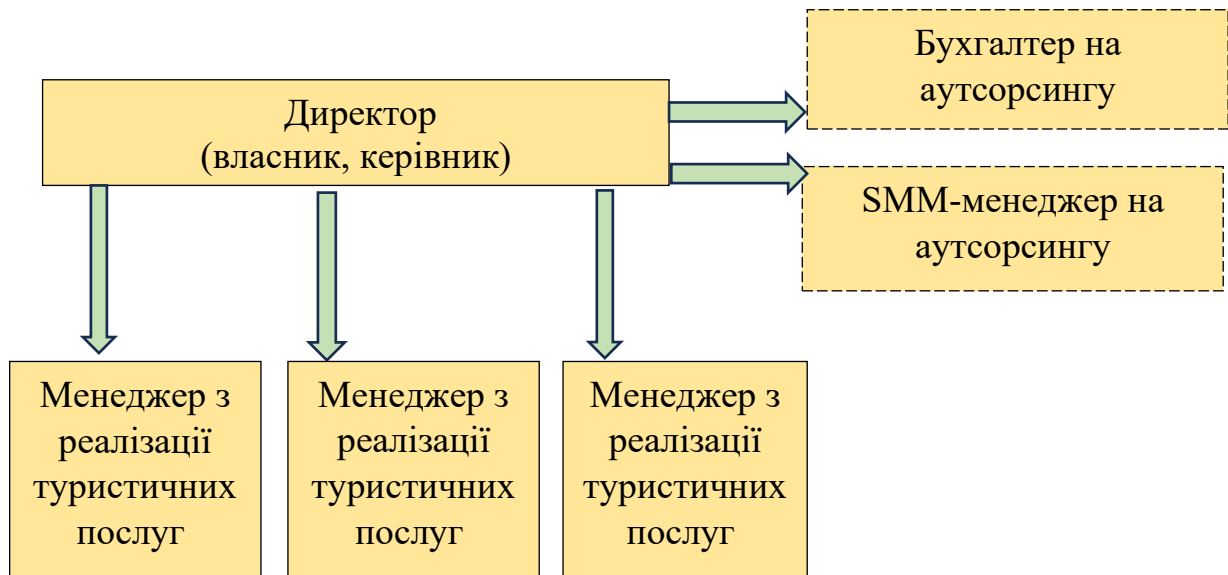 Бухгалтер на
аутсорсингу
Директор
(власник, керівник)
SMM-менеджер на
аутсорсингу
Менеджер з
реалізації
туристичних
послуг
Менеджер з
реалізації
туристичних
послуг
Менеджер з
реалізації
туристичних
послуг